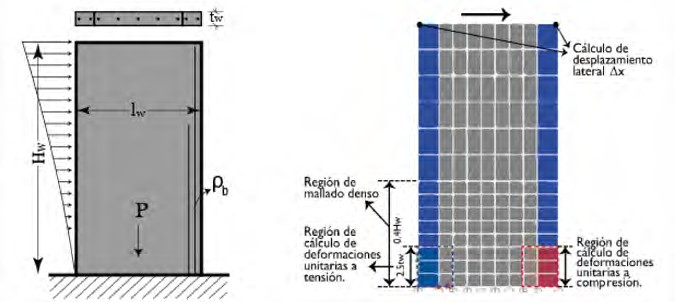 tw
Hw
lw
ρb
P
Cálculo de
desplazamiento
lateral Δx
Región de
mallado denso
0.4Hw
Región de
cálculo de
deformaciones
unitarias a
tensión.
2.5tw
Región de
cálculo de
deformaciones
unitarias a
compresión.